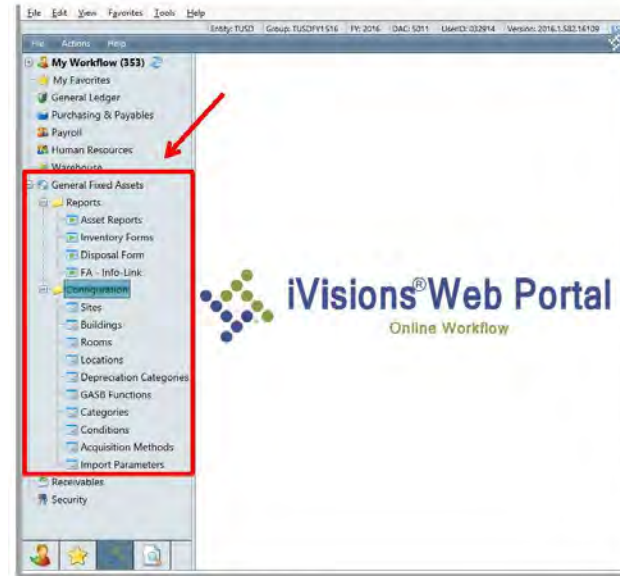 File Edit View Favorites Tools Help
Entity: TUSD Group: TUSDFY1516 FY: 2016 DAC: 5011 UserID: 032914 Version: 2016.1.582.16109
File Actions Help
My Workflow (353)
My Favorites
General Ledger
Purchasing & Payables
Payroll
Human Resources
Warehouse
General Fixed Assets
Reports
Asset Reports
Inventory Forms
Disposal Form
FA - Info-Link
Configuration
Sites
Buildings
Rooms
Locations
Depreciation Categories
GASB Functions
Categories
Conditions
Acquisition Methods
Import Parameters
Receivables
Security
iVisions® Web Portal
Online Workflow